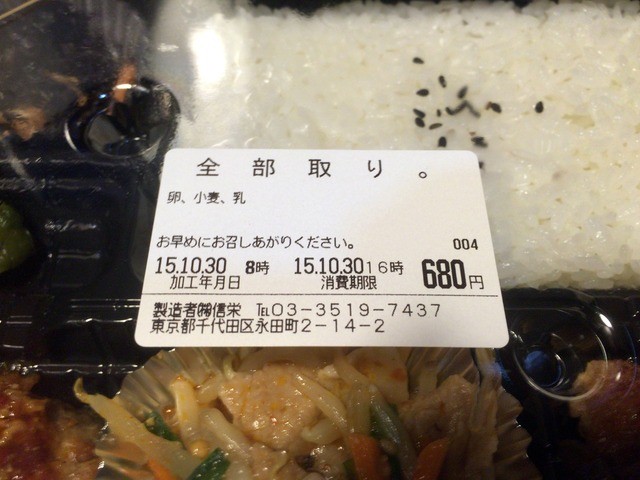 全部取り。
卵、小麦、乳
お早めにお召しあがりください。 004
15.10.30 8時 15.10.30 16時 680円
加工年月日 消費期限
製造者㈱信栄 ℡03-3519-7437
東京都千代田区永田町2-14-2